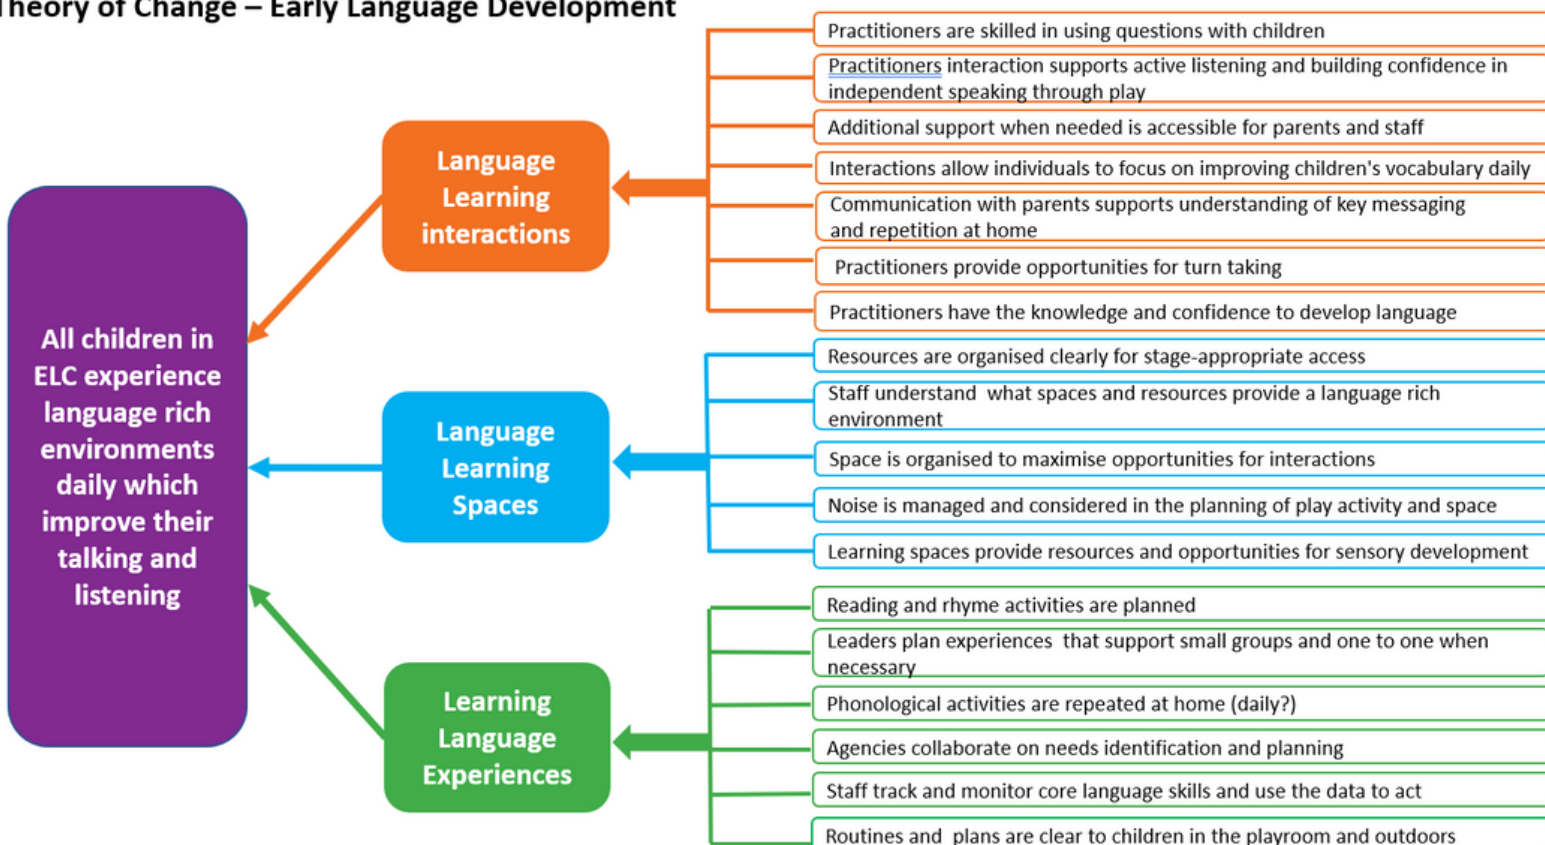 Theory of Change – Early Language Development
All children in
ELC experience
language rich
environments
daily which
improve their
talking and
listening
Language
Learning
interactions
Practitioners are skilled in using questions with children
Practitioners interaction supports active listening and building confidence in
independent speaking through play
Additional support when needed is accessible for parents and staff
Interactions allow individuals to focus on improving children's vocabulary daily
Communication with parents supports understanding of key messaging
and repetition at home
Practitioners provide opportunities for turn taking
Practitioners have the knowledge and confidence to develop language
Language
Learning
Spaces
Resources are organised clearly for stage-appropriate access
Staff understand  what spaces and resources provide a language rich
environment
Space is organised to maximise opportunities for interactions
Noise is managed and considered in the planning of play activity and space
Learning spaces provide resources and opportunities for sensory development
Learning
Language
Experiences
Reading and rhyme activities are planned
Leaders plan experiences  that support small groups and one to one when
necessary
Phonological activities are repeated at home (daily?)
Agencies collaborate on needs identification and planning
Staff track and monitor core language skills and use the data to act
Routines and  plans are clear to children in the playroom and outdoors